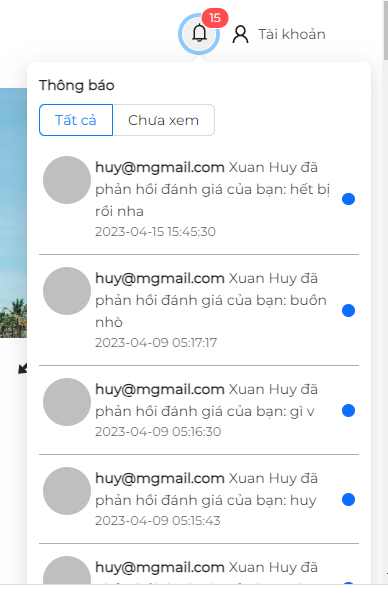 15
Tài khoản
Thông báo
Tất cả
Chưa xem
huy@mgmail.com Xuan Huy đã
phản hồi đánh giá của bạn: hết bị
rồi nha
2023-04-15 15:45:30
huy@mgmail.com Xuan Huy đã
phản hồi đánh giá của bạn: buồn
nhò
2023-04-09 05:17:17
huy@mgmail.com Xuan Huy đã
phản hồi đánh giá của bạn: gì v
2023-04-09 05:16:30
huy@mgmail.com Xuan Huy đã
phản hồi đánh giá của bạn: huy
2023-04-09 05:15:43
huy@mgmail.com Xuan Huy đã